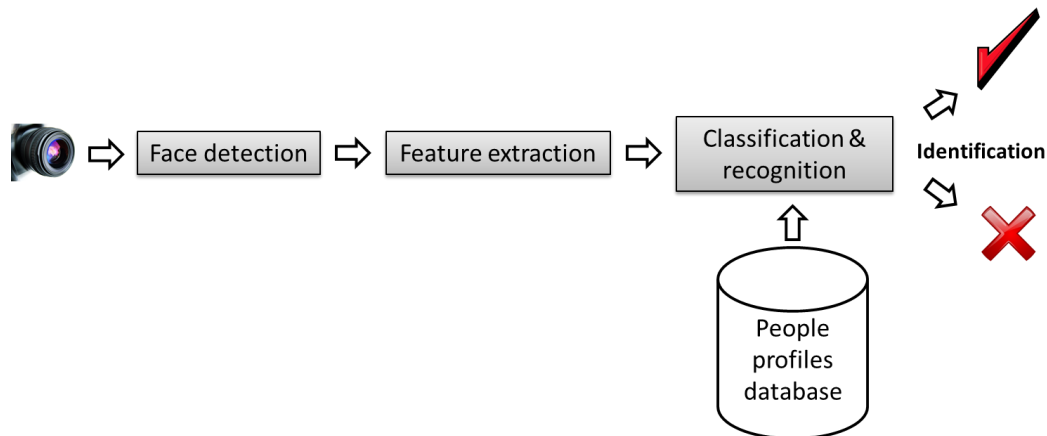 Face detection
Feature extraction
Classification &
recognition
Identification
People
profiles
database